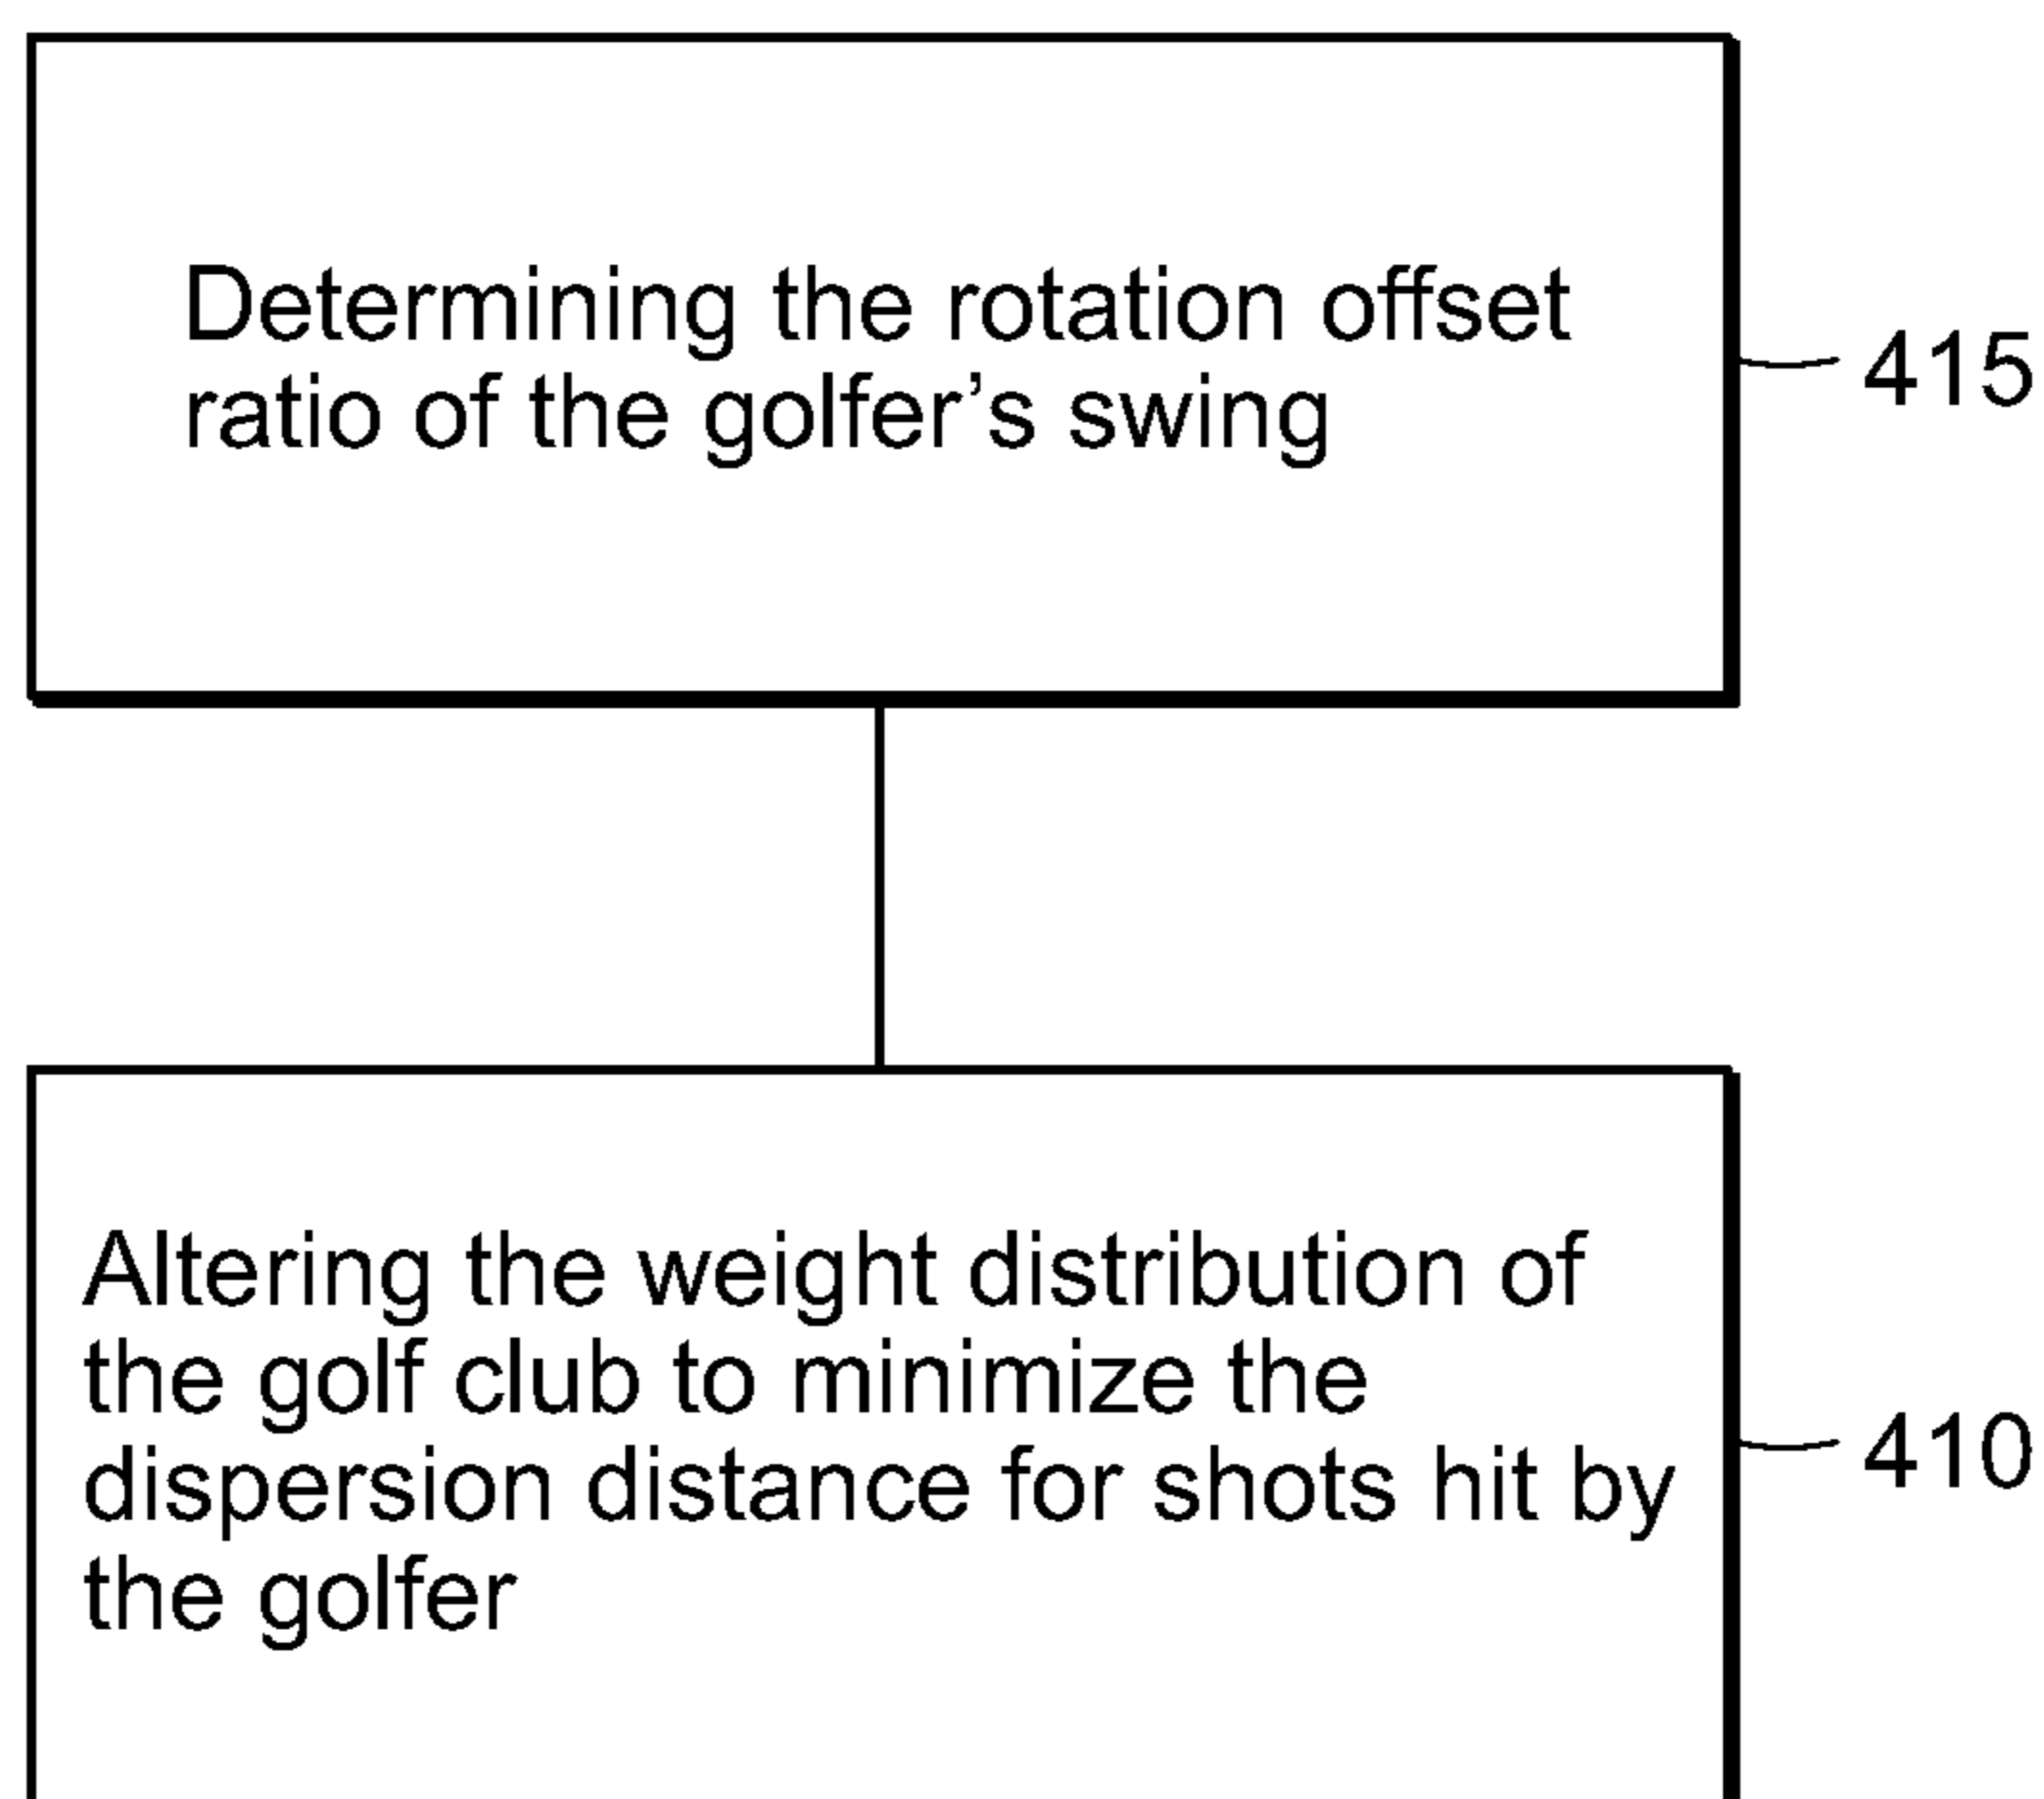 Determining the rotation offset
ratio of the golfer’s swing
415
Altering the weight distribution of
the golf club to minimize the
dispersion distance for shots hit by
the golfer
410